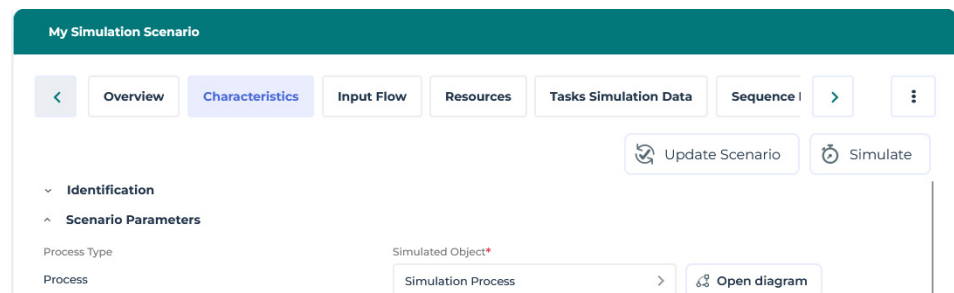 My Simulation Scenario
Overview Characteristics Input Flow Resources Tasks Simulation Data Sequence
Update Scenario Simulate
Identification
Scenario Parameters
Process Type Simulated Object*
Process Simulation Process Open diagram